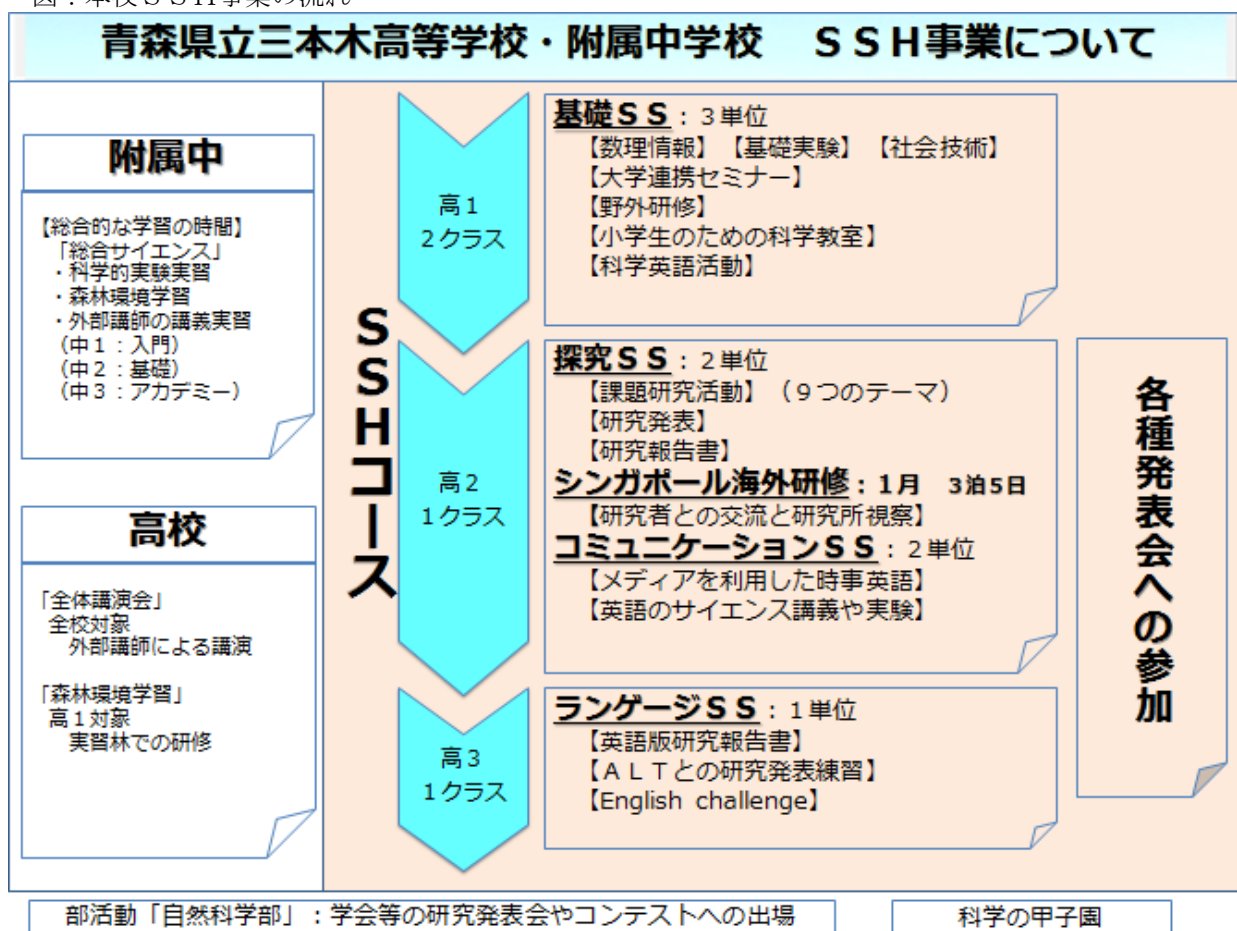 図：本校ＳＳＨ事業の流れ
青森県立三本木高等学校・附属中学校　ＳＳＨ事業について
附属中
【総合的な学習の時間】
「総合サイエンス」
・科学的実験実習
・森林環境学習
・外部講師の講義実習
（中１：入門）
（中２：基礎）
（中３：アカデミー）
高校
「全体講演会」
全校対象
外部講師による講演
「森林環境学習」
高１対象
実習林での研修
ＳＳＨコース
高１
２クラス
基礎ＳＳ：３単位
【数理情報】【基礎実験】【社会技術】
【大学連携セミナー】
【野外研修】
【小学生のための科学教室】
【科学英語活動】
高２
１クラス
探究ＳＳ：２単位
【課題研究活動】（９つのテーマ）
【研究発表】
【研究報告書】
シンガポール海外研修：１月　3泊5日
【研究者との交流と研究所視察】
コミュニケーションＳＳ：２単位
【メディアを利用した時事英語】
【英語のサイエンス講義や実験】
高３
１クラス
ランゲージＳＳ：１単位
【英語版研究報告書】
【ＡＬＴとの研究発表練習】
【English challenge】
各種発表会への参加
部活動「自然科学部」：学会等の研究発表会やコンテストへの出場
科学の甲子園